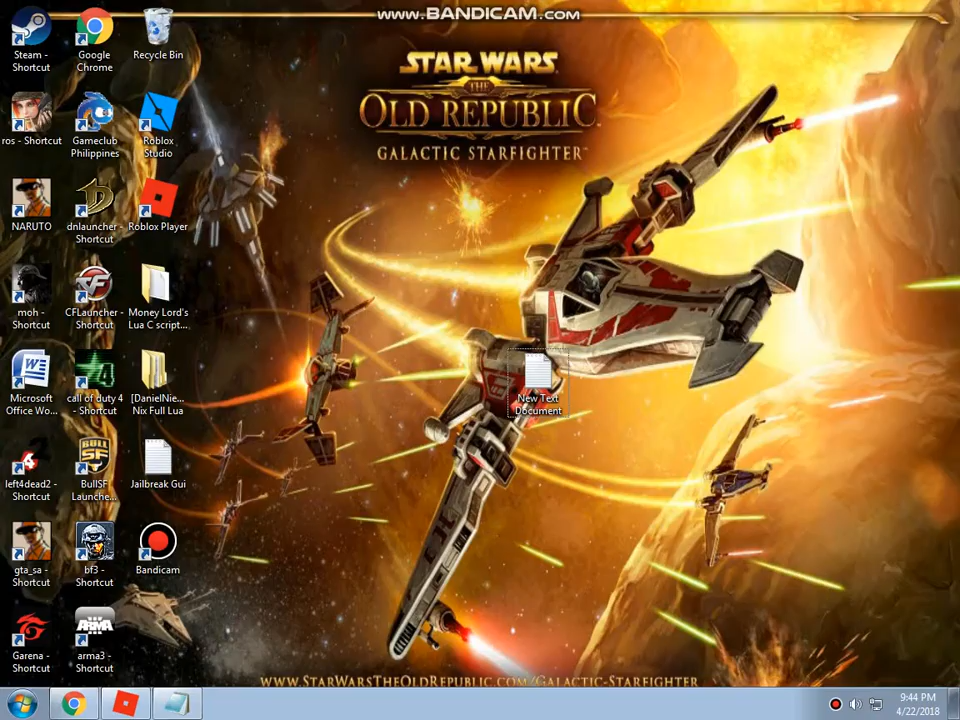 www.BANDICAM.com
STAR WARS
THE
OLD REPUBLIC
GALACTIC STARFIGHTER
Steam -
Shortcut
Google
Chrome
Recycle Bin
ros - Shortcut
Gameclub
Philippines
Roblox
Studio
NARUTO
dnlauncher -
Shortcut
Roblox Player
moh -
Shortcut
CFLauncher -
Shortcut
Money Lord's
Lua C script...
Microsoft
Office Wo...
call of duty 4
- Shortcut
[DanielNie...
Nix Full Lua
New Text
Document
left4dead2 -
Shortcut
BullSF
Launche...
Jailbreak Gui
gta_sa -
Shortcut
bf3 -
Shortcut
Bandicam
Garena -
Shortcut
arma3 -
Shortcut
www.StarWarsTheOldRepublic.com/Galactic-Starfighter
9:44 PM
4/22/2018